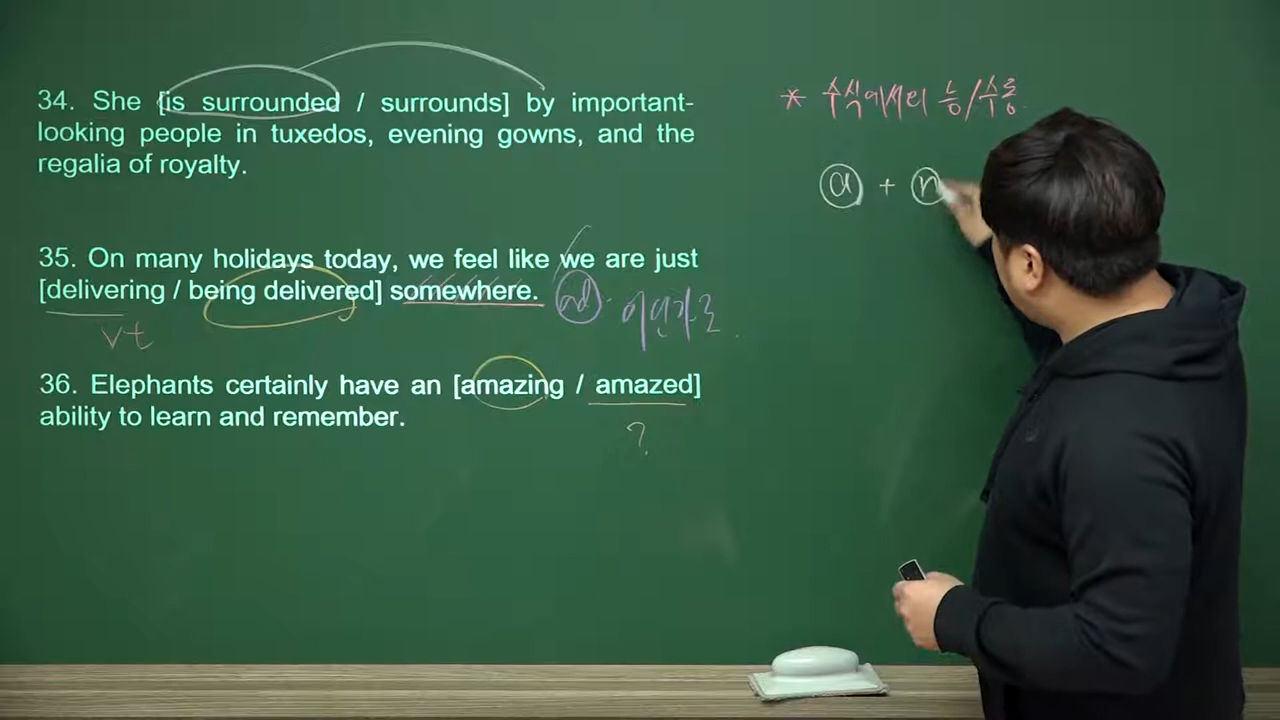 34. She [is surrounded / surrounds] by important-
looking people in tuxedos, evening gowns, and the
regalia of royalty.
35. On many holidays today, we feel like we are just
[delivering / being delivered] somewhere.
ad 어딘가로
vt
36. Elephants certainly have an [amazing / amazed]
ability to learn and remember.
?
* 수식에서의 능/수동
a + n